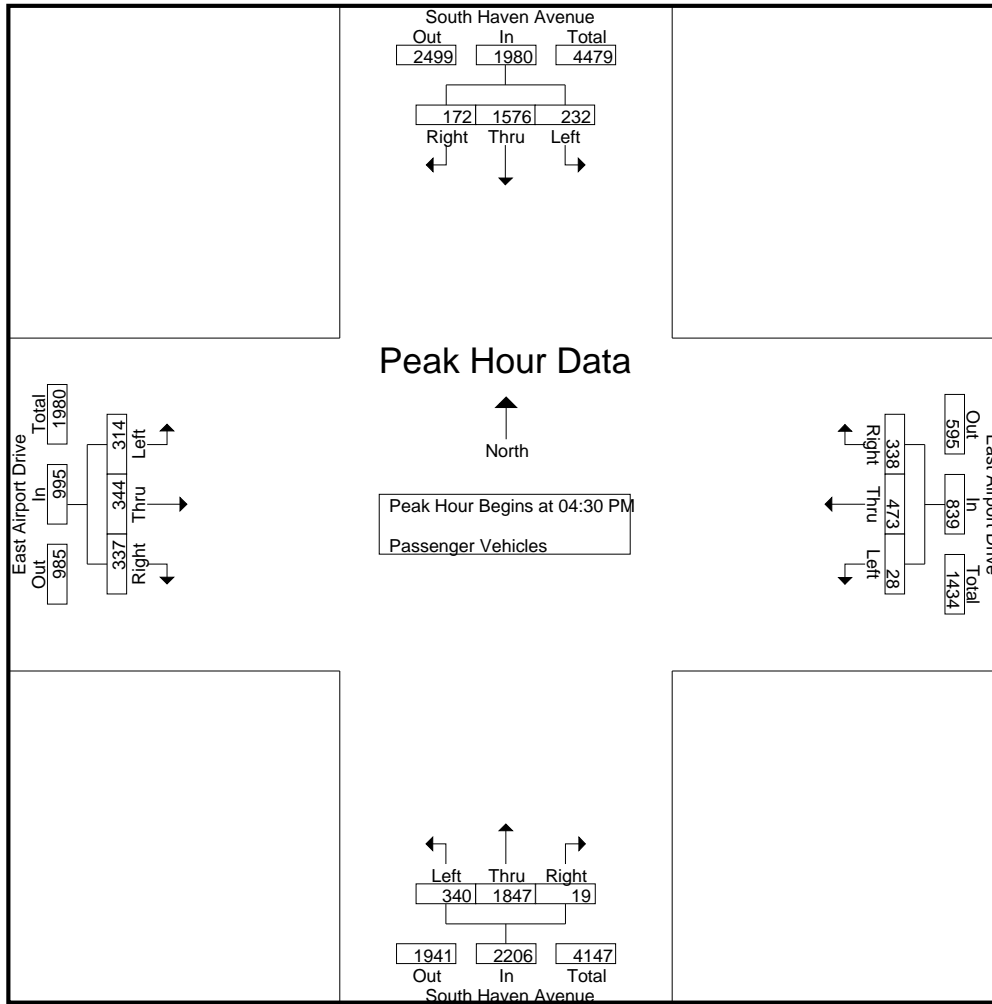 South Haven Avenue
Out In Total
2499 1980 4479
172 1576 232
Right Thru Left
Peak Hour Data
North
Peak Hour Begins at 04:30 PM
Passenger Vehicles
East Airport Drive
Total In Out
1980 995 985
314 344 337
Left Thru Right
East Airport Drive
Out In Total
595 839 1434
338 473 28
Right Thru Left
Left Thru Right
340 1847 19
1941 2206 4147
Out In Total
South Haven Avenue